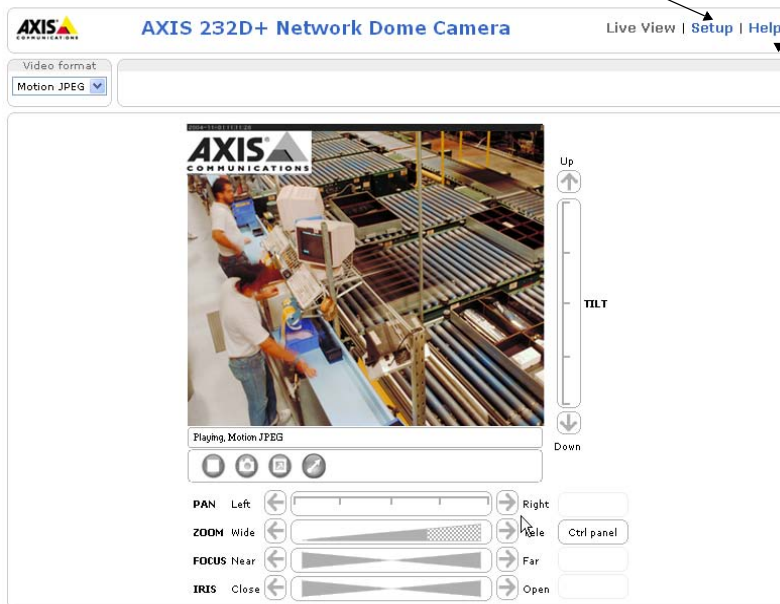 AXIS
COMMUNICATIONS
AXIS 232D+ Network Dome Camera
Live View | Setup | Help
Video format
Motion JPEG
AXIS
COMMUNICATIONS
Up
TILT
Down
Playing, Motion JPEG
PAN Left Right
ZOOM Wide Tele Ctrl panel
FOCUS Near Far
IRIS Close Open